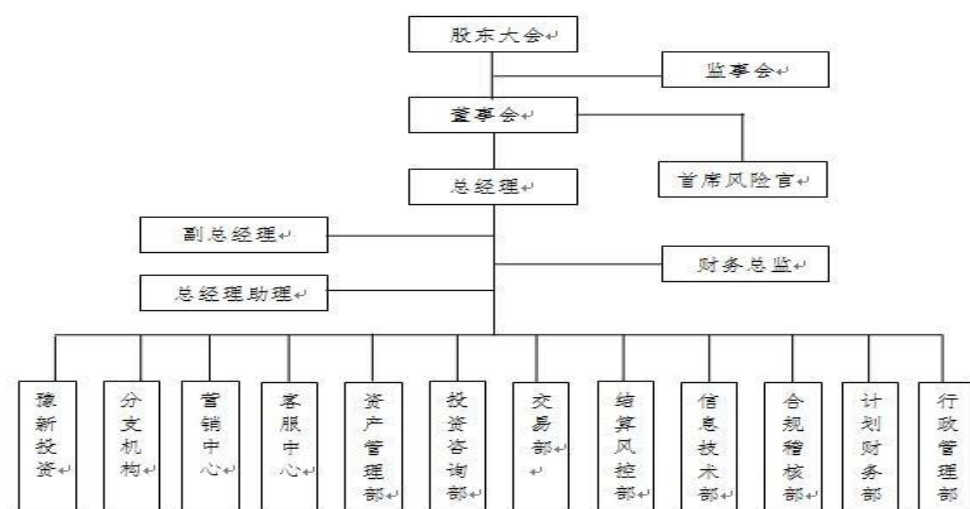 股东大会
监事会
董事会
总经理
首席风险官
副总经理
财务总监
总经理助理
豫新投资
分支机构
营销中心
客服中心
资产管理部
投资咨询部
交易部
结算风控部
信息技术部
合规稽核部
计划财务部
行政管理部